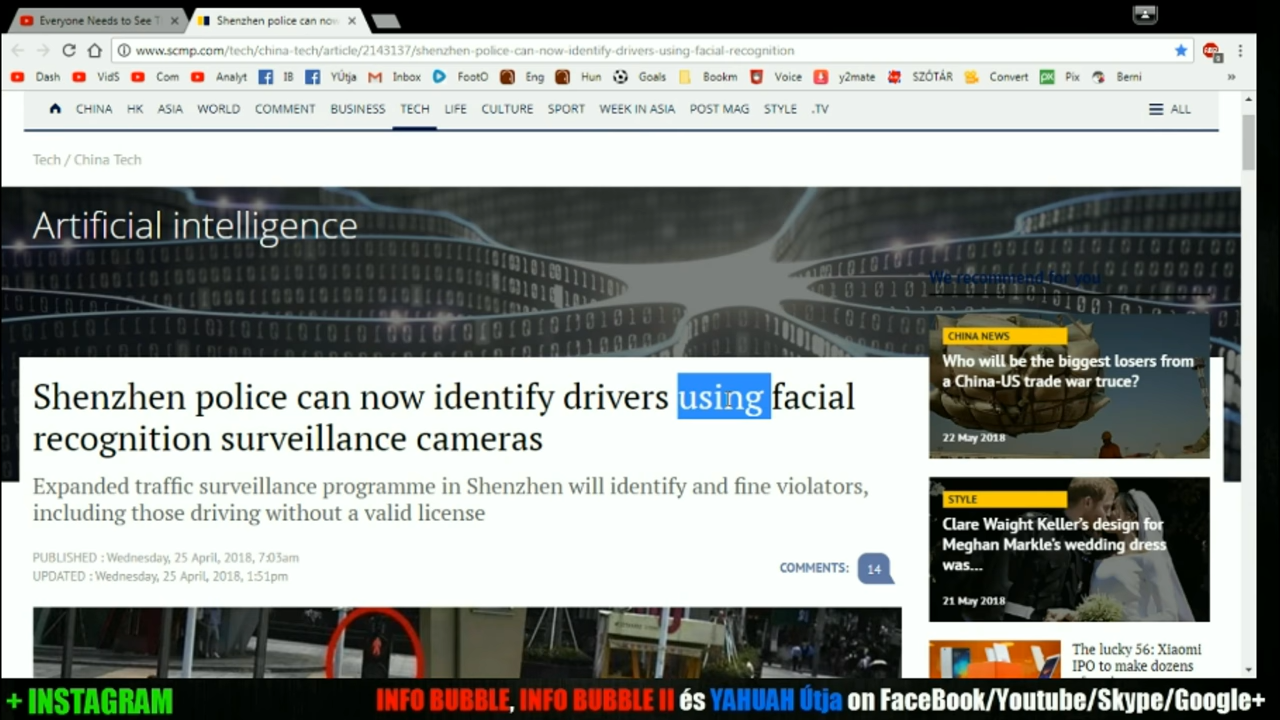 Everyone Needs to See T
Shenzhen police can now
www.scmp.com/tech/china-tech/article/2143137/shenzhen-police-can-now-identify-drivers-using-facial-recognition
Dash VidS Com Analyt IB YÚtja Inbox FootO Eng Hun Goals Bookm Voice y2mate SZÓTÁR Convert Pix Berni »
CHINA HK ASIA WORLD COMMENT BUSINESS TECH LIFE CULTURE SPORT WEEK IN ASIA POST MAG STYLE .TV ALL
Tech / China Tech
Artificial intelligence
We recommend for you
CHINA NEWS
Who will be the biggest losers from
a China-US trade war truce?
22 May 2018
Shenzhen police can now identify drivers using facial
recognition surveillance cameras
Expanded traffic surveillance programme in Shenzhen will identify and fine violators,
including those driving without a valid license
PUBLISHED : Wednesday, 25 April, 2018, 7:03am
UPDATED : Wednesday, 25 April, 2018, 1:51pm
COMMENTS: 14
STYLE
Clare Waight Keller's design for
Meghan Markle's wedding dress
was...
21 May 2018
The lucky 56: Xiaomi
IPO to make dozens
+ INSTAGRAM
INFO BUBBLE, INFO BUBBLE II és YAHUAH Útja on FaceBook/Youtube/Skype/Google+